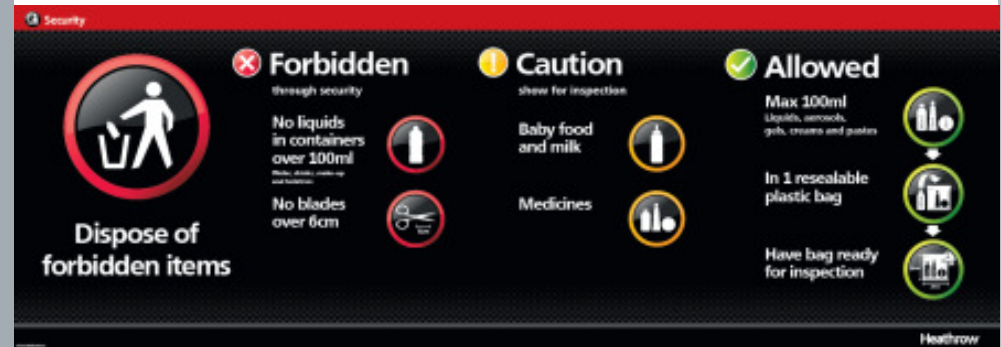 Security
Dispose of
forbidden items
Forbidden
through security
No liquids
in containers
over 100ml
No blades
over 6cm
Caution
show for inspection
Baby food
and milk
Medicines
Allowed
Max 100ml
Liquids, aerosols,
gels, creams and pastes
In 1 resealable
plastic bag
Have bag ready
for inspection
Heathrow